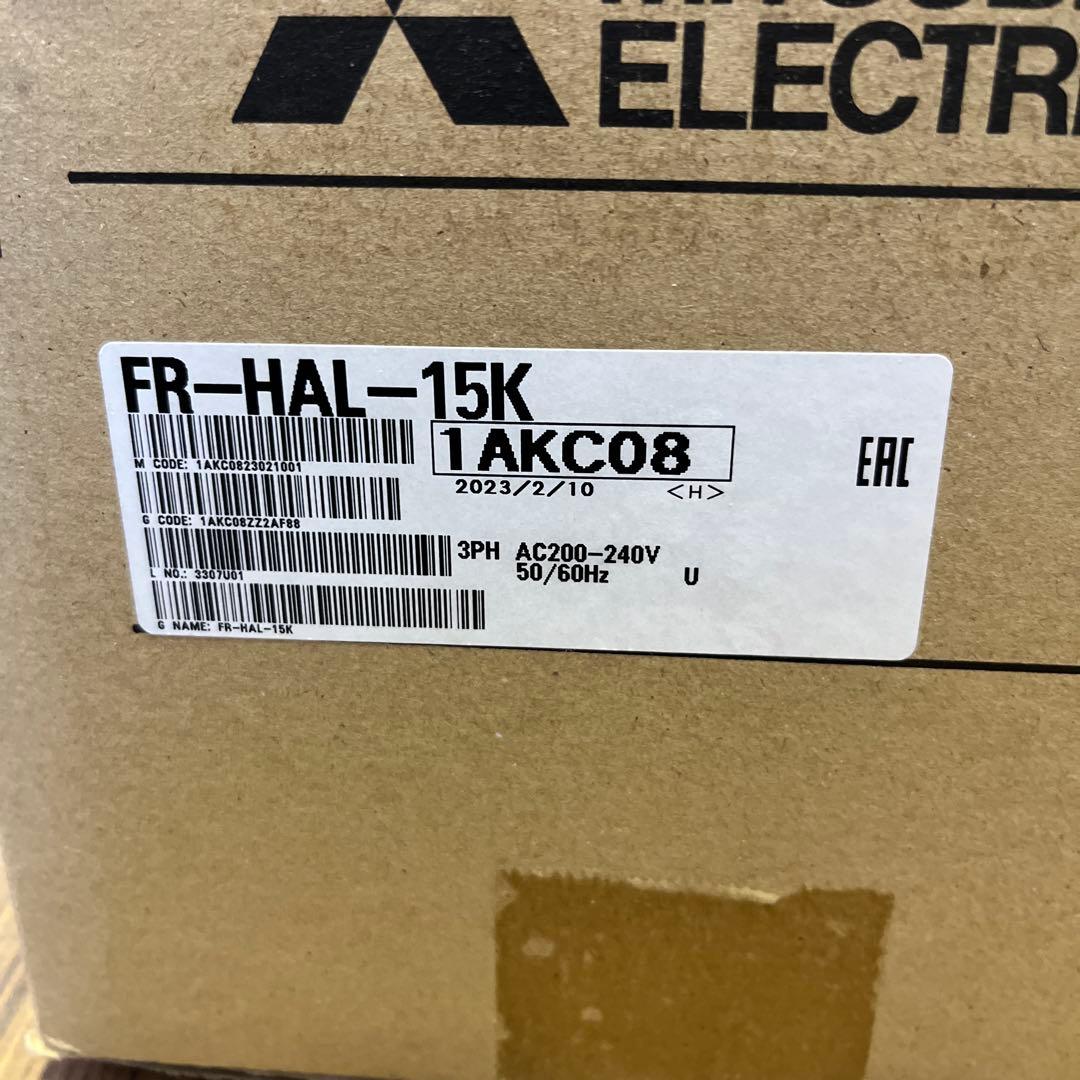 ELECTR
FR-HAL-15K
M CODE: 1AKC0823021001
1AKC08
2023/2/10 <H>
EAC
G CODE: 1AKC08ZZ2AF88
L NO.: 3307U01
3PH AC200-240V
50/60Hz U
G NAME: FR-HAL-15K